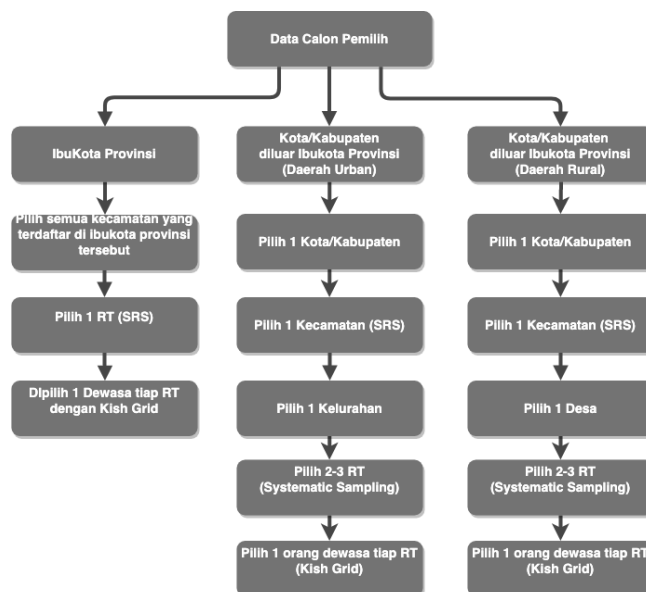 Data Calon Pemilih
IbuKota Provinsi
Pilih semua kecamatan yang
terdaftar di ibukota provinsi
tersebut
Pilih 1 RT (SRS)
DIpilih 1 Dewasa tiap RT
dengan Kish Grid
Kota/Kabupaten
diluar Ibukota Provinsi
(Daerah Urban)
Pilih 1 Kota/Kabupaten
Pilih 1 Kecamatan (SRS)
Pilih 1 Kelurahan
Pilih 2-3 RT
(Systematic Sampling)
Pilih 1 orang dewasa tiap RT
(Kish Grid)
Kota/Kabupaten
diluar Ibukota Provinsi
(Daerah Rural)
Pilih 1 Kota/Kabupaten
Pilih 1 Kecamatan (SRS)
Pilih 1 Desa
Pilih 2-3 RT
(Systematic Sampling)
Pilih 1 orang dewasa tiap RT
(Kish Grid)